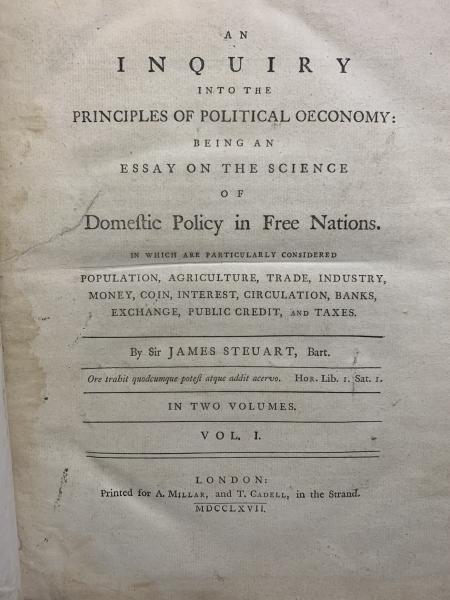 AN
INQUIRY
INTO THE
PRINCIPLES OF POLITICAL OECONOMY:
BEING AN
ESSAY ON THE SCIENCE
OF
Domeſtic Policy in Free Nations.
IN WHICH ARE PARTICULARLY CONSIDERED
POPULATION, AGRICULTURE, TRADE, INDUSTRY,
MONEY, COIN, INTEREST, CIRCULATION, BANKS,
EXCHANGE, PUBLIC CREDIT, AND TAXES.
By Sir JAMES STEUART, Bart.
Ore trahit quodcumque poteſt atque addit acervo. HOR. Lib. 1. Sat. 1.
IN TWO VOLUMES.
VOL. I.
LONDON:
Printed for A. MILLAR, and T. CADELL, in the Strand.
MDCCLXVII.